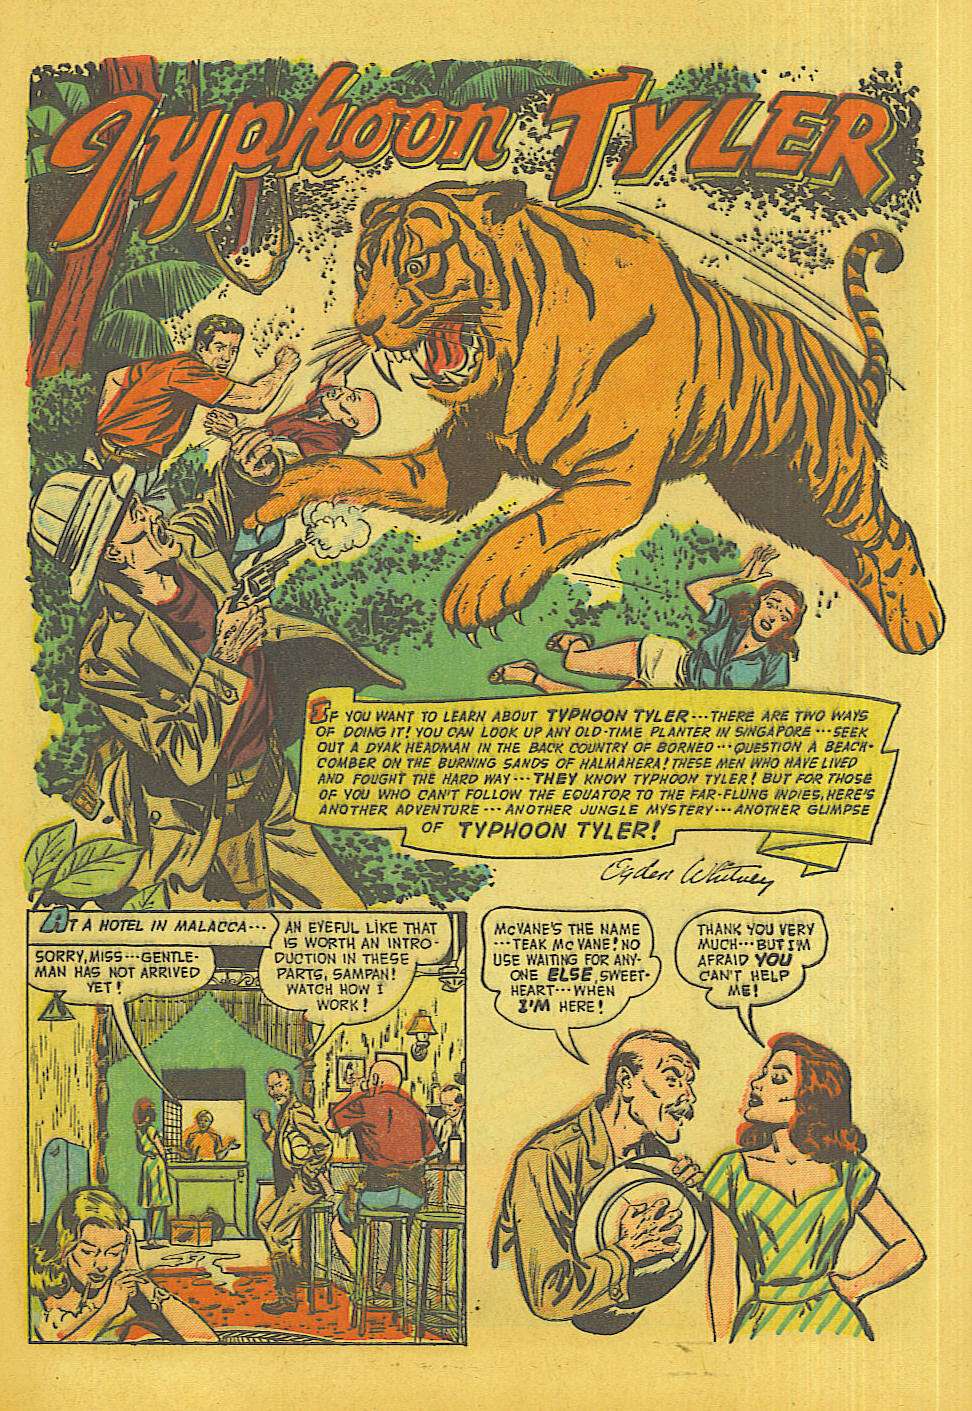 Typhoon TYLER
IF YOU WANT TO LEARN ABOUT TYPHOON TYLER---THERE ARE TWO WAYS
OF DOING IT! YOU CAN LOOK UP ANY OLD-TIME PLANTER IN SINGAPORE---SEEK
OUT A DYAK HEADMAN IN THE BACK COUNTRY OF BORNEO---QUESTION A BEACH-
COMBER ON THE BURNING SANDS OF HALMAHERA! THESE MEN WHO HAVE LIVED
AND FOUGHT THE HARD WAY---THEY KNOW TYPHOON TYLER! BUT FOR THOSE
OF YOU WHO CAN'T FOLLOW THE EQUATOR TO THE FAR-FLUNG INDIES, HERE'S
ANOTHER ADVENTURE---ANOTHER JUNGLE MYSTERY---ANOTHER GLIMPSE
OF TYPHOON TYLER!
Ogden Whitney
AT A HOTEL IN MALACCA---
SORRY, MISS---GENTLE-
MAN HAS NOT ARRIVED
YET!
AN EYEFUL LIKE THAT
IS WORTH AN INTRO-
DUCTION IN THESE
PARTS, SAMPAN!
WATCH HOW I
WORK!
McVANE'S THE NAME
---TEAK McVANE! NO
USE WAITING FOR ANY-
ONE ELSE, SWEET-
HEART---WHEN
I'M HERE!
THANK YOU VERY
MUCH---BUT I'M
AFRAID YOU
CAN'T HELP
ME!